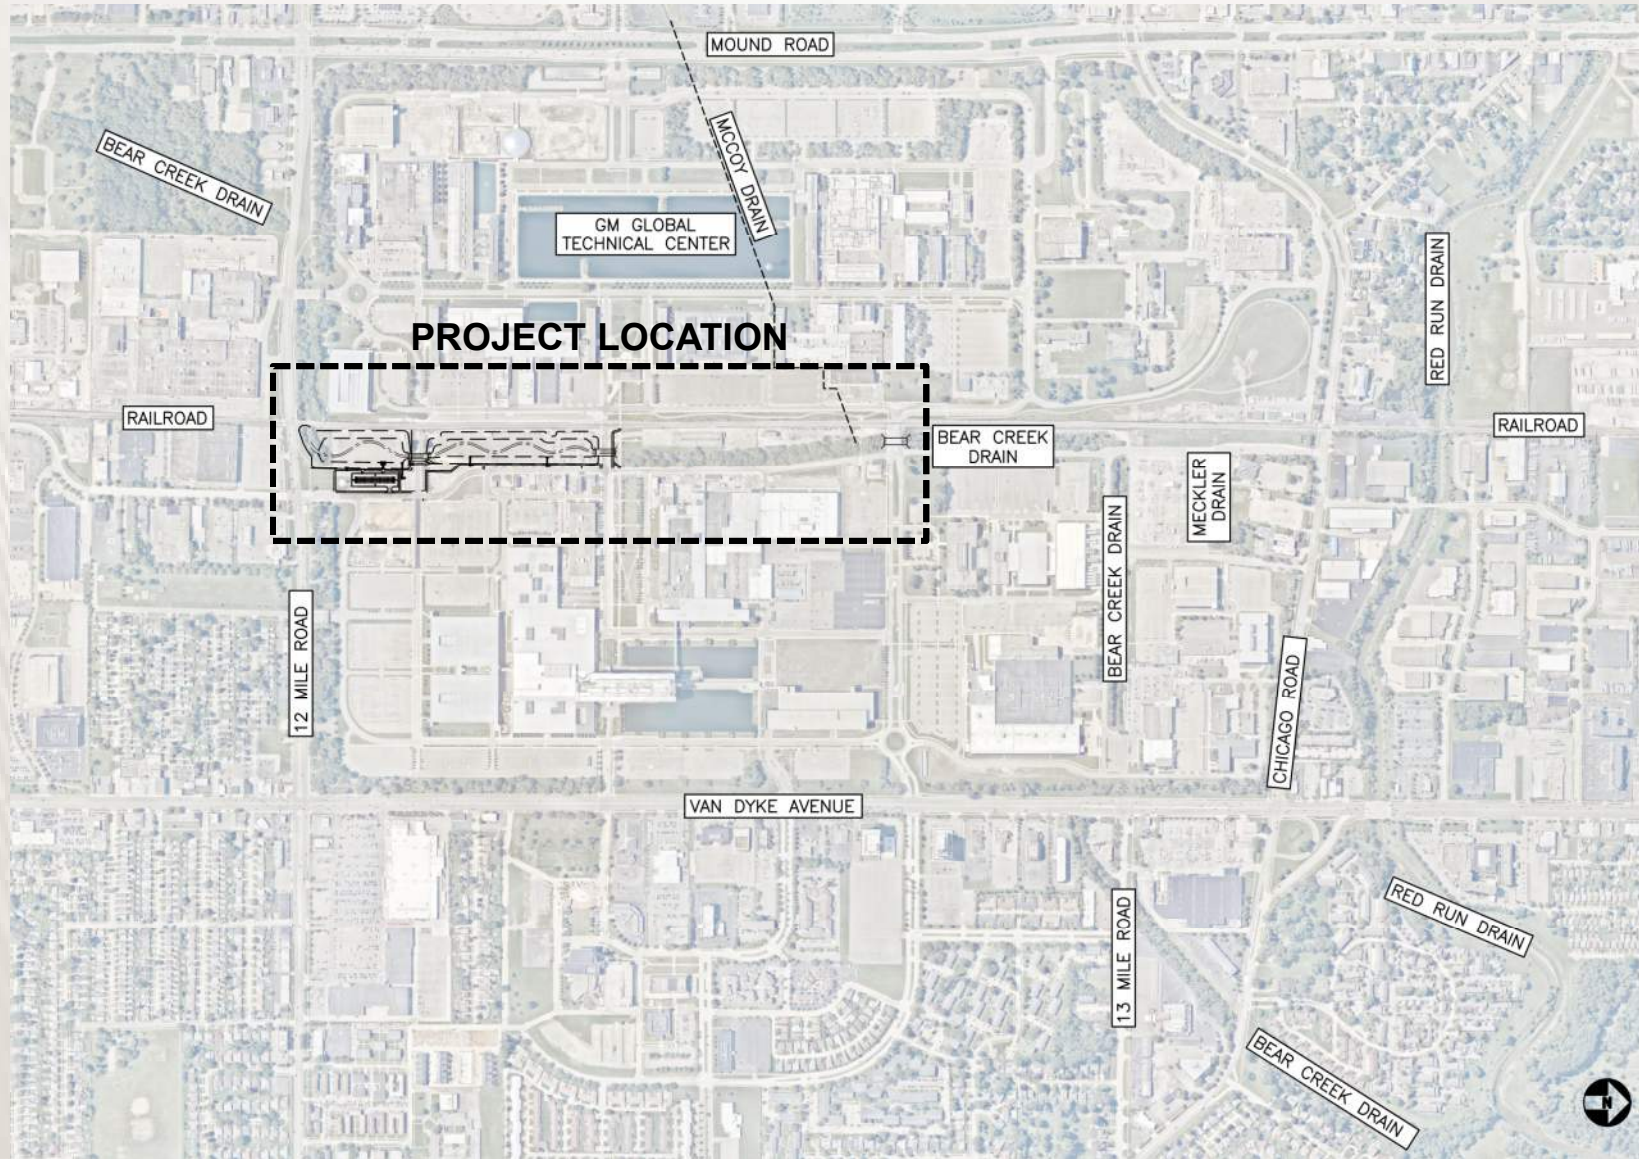 MOUND ROAD
MCCOY DRAIN
BEAR CREEK DRAIN
GM GLOBAL
TECHNICAL CENTER
RED RUN DRAIN
PROJECT LOCATION
RAILROAD
RAILROAD
BEAR CREEK
DRAIN
MECKLER
DRAIN
BEAR CREEK DRAIN
12 MILE ROAD
CHICAGO ROAD
VAN DYKE AVENUE
RED RUN DRAIN
13 MILE ROAD
BEAR CREEK DRAIN
N